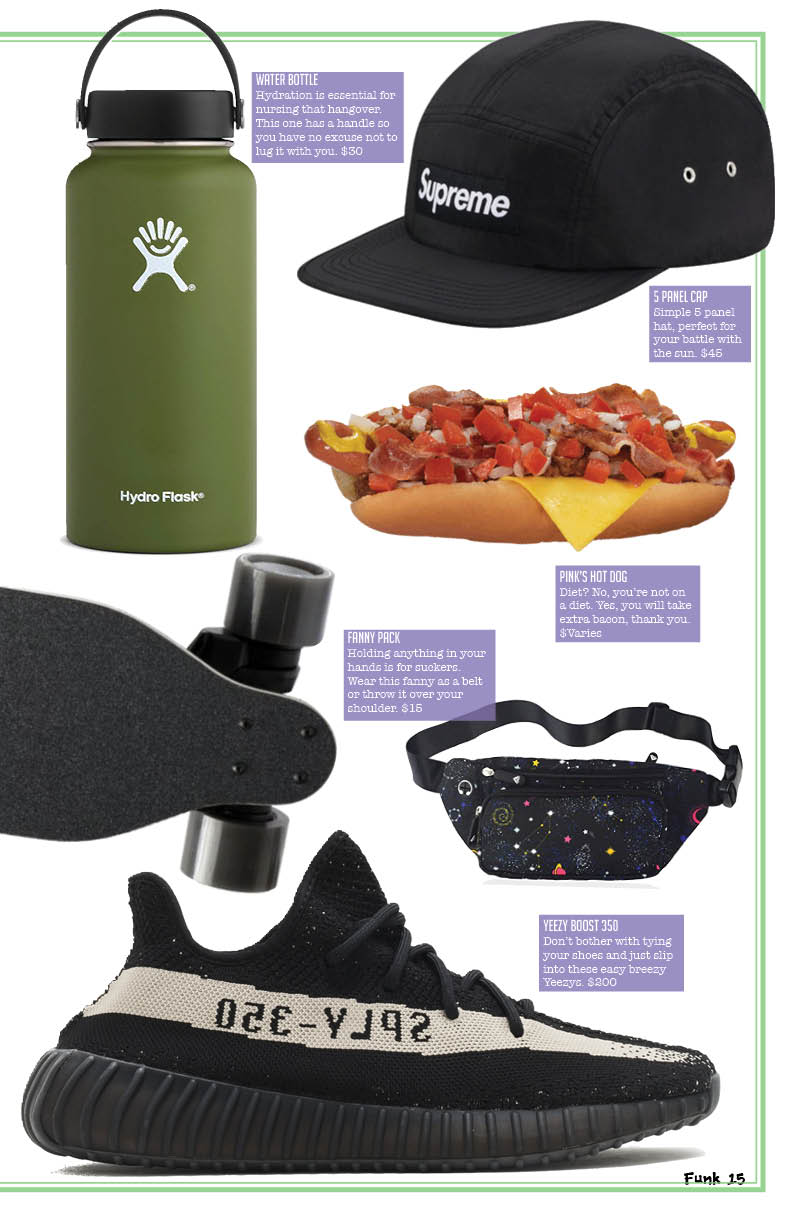 WATER BOTTLE
Hydration is essential for
nursing that hangover.
This one has a handle so
you have no excuse not to
lug it with you. $30
Supreme
5 PANEL CAP
Simple 5 panel
hat, perfect for
your battle with
the sun. $45
Hydro Flask®
PINK'S HOT DOG
Diet? No, you're not on
a diet. Yes, you will take
extra bacon, thank you.
$Varies
FANNY PACK
Holding anything in your
hands is for suckers.
Wear this fanny as a belt
or throw it over your
shoulder. $15
YEEZY BOOST 350
Don't bother with tying
your shoes and just slip
into these easy breezy
Yeezys. $200
SPLY-350
Funk 15